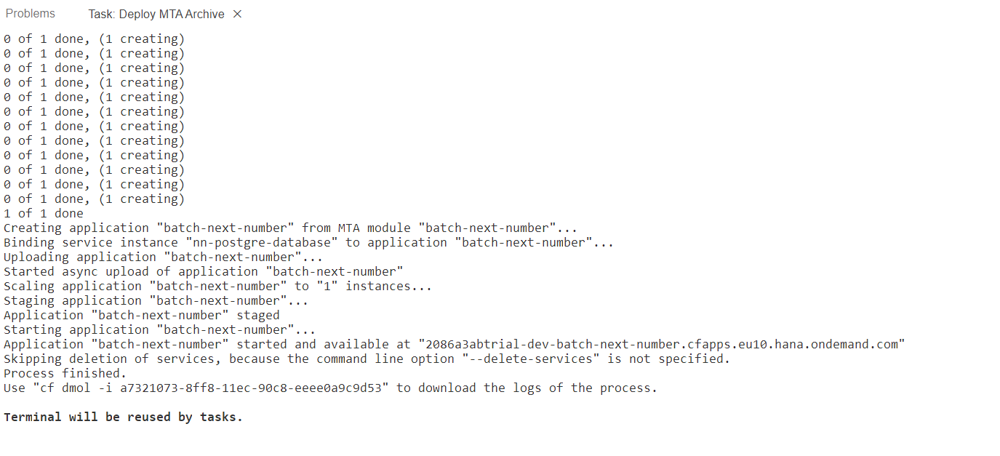 Problems Task: Deploy MTA Archive ×
0 of 1 done, (1 creating)
0 of 1 done, (1 creating)
0 of 1 done, (1 creating)
0 of 1 done, (1 creating)
0 of 1 done, (1 creating)
0 of 1 done, (1 creating)
0 of 1 done, (1 creating)
0 of 1 done, (1 creating)
0 of 1 done, (1 creating)
0 of 1 done, (1 creating)
0 of 1 done, (1 creating)
0 of 1 done, (1 creating)
1 of 1 done
Creating application "batch-next-number" from MTA module "batch-next-number"...
Binding service instance "nn-postgre-database" to application "batch-next-number"...
Uploading application "batch-next-number"...
Started async upload of application "batch-next-number"
Scaling application "batch-next-number" to "1" instances...
Staging application "batch-next-number"...
Application "batch-next-number" staged
Starting application "batch-next-number"...
Application "batch-next-number" started and available at "2086a3abtrial-dev-batch-next-number.cfapps.eu10.hana.ondemand.com"
Skipping deletion of services, because the command line option "--delete-services" is not specified.
Process finished.
Use "cf dmol -i a7321073-8ff8-11ec-90c8-eeee0a9c9d53" to download the logs of the process.
Terminal will be reused by tasks.